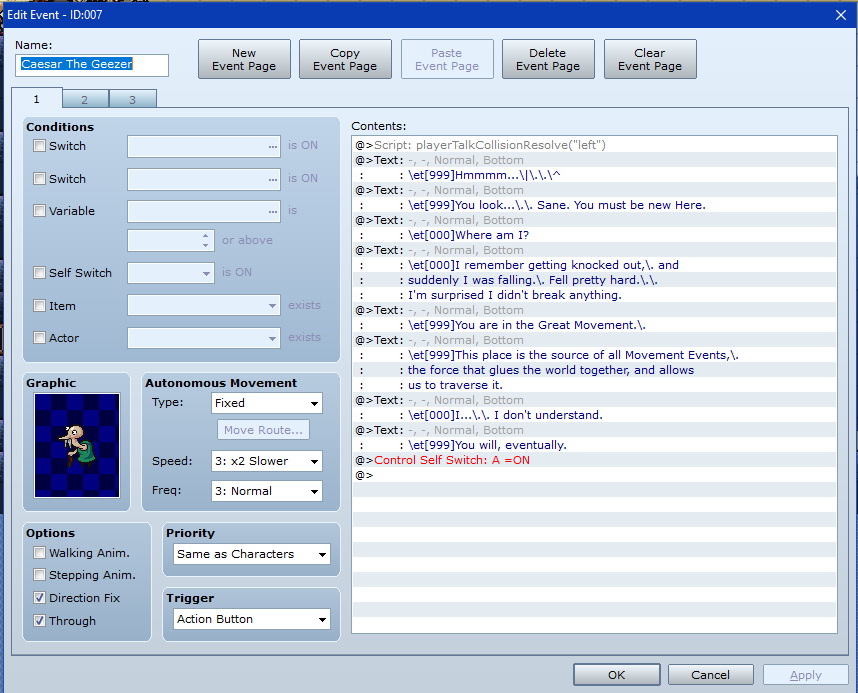 Edit Event - ID:007
Name:
Caesar The Geezer
New Event Page
Copy Event Page
Paste Event Page
Delete Event Page
Clear Event Page
1
2
3
Conditions
Switch ... is ON
Switch ... is ON
Variable ... is
or above
Self Switch is ON
Item exists
Actor exists
Graphic
Autonomous Movement
Type: Fixed
Move Route...
Speed: 3: x2 Slower
Freq: 3: Normal
Options
Walking Anim.
Stepping Anim.
Direction Fix
Through
Priority
Same as Characters
Trigger
Action Button
Contents:
@>Script: playerTalkCollisionResolve("left")
@>Text: -, -, Normal, Bottom
: : \et[999]Hmmmm...\|\.\.\^
@>Text: -, -, Normal, Bottom
: : \et[999]You look...\.\. Sane. You must be new Here.
@>Text: -, -, Normal, Bottom
: : \et[000]Where am I?
@>Text: -, -, Normal, Bottom
: : \et[000]I remember getting knocked out,\. and
: : suddenly I was falling.\. Fell pretty hard.\.\.
: : I'm surprised I didn't break anything.
@>Text: -, -, Normal, Bottom
: : \et[999]You are in the Great Movement.\.
@>Text: -, -, Normal, Bottom
: : \et[999]This place is the source of all Movement Events,\.
: : the force that glues the world together, and allows
: : us to traverse it.
@>Text: -, -, Normal, Bottom
: : \et[000]I...\.\. I don't understand.
@>Text: -, -, Normal, Bottom
: : \et[999]You will, eventually.
@>Control Self Switch: A =ON
@>
OK
Cancel
Apply